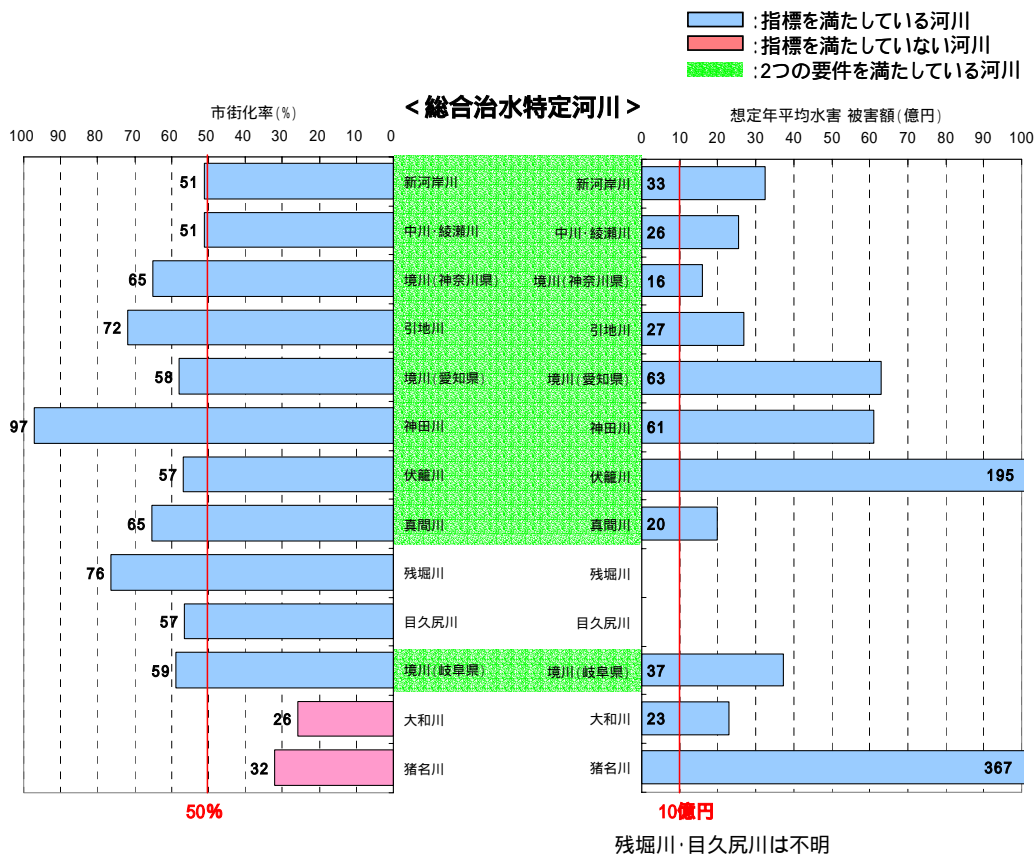 :指標を満たしている河川
:指標を満たしていない河川
:2つの要件を満たしている河川
<総合治水特定河川>
市街化率(%)
想定年平均水害 被害額(億円)
100 90 80 70 60 50 40 30 20 10 0
0 10 20 30 40 50 60 70 80 90 100
51 新河岸川 新河岸川 33
51 中川・綾瀬川 中川・綾瀬川 26
65 境川(神奈川県) 境川(神奈川県) 16
72 引地川 引地川 27
58 境川(愛知県) 境川(愛知県) 63
97 神田川 神田川 61
57 伏籠川 伏籠川 195
65 真間川 真間川 20
76 残堀川 残堀川
57 目久尻川 目久尻川
59 境川(岐阜県) 境川(岐阜県) 37
26 大和川 大和川 23
32 猪名川 猪名川 367
50%
10億円
残堀川・目久尻川は不明